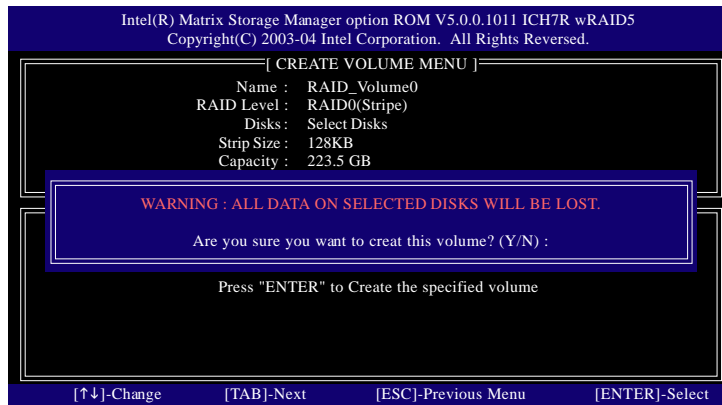 Intel(R) Matrix Storage Manager option ROM V5.0.0.1011 ICH7R wRAID5
Copyright(C) 2003-04 Intel Corporation. All Rights Reversed.
[ CREATE VOLUME MENU ]
Name : RAID_Volume0
RAID Level : RAID0(Stripe)
Disks : Select Disks
Strip Size : 128KB
Capacity : 223.5 GB
WARNING : ALL DATA ON SELECTED DISKS WILL BE LOST.
Are you sure you want to creat this volume? (Y/N) :
Press "ENTER" to Create the specified volume
[↑↓]-Change [TAB]-Next [ESC]-Previous Menu [ENTER]-Select